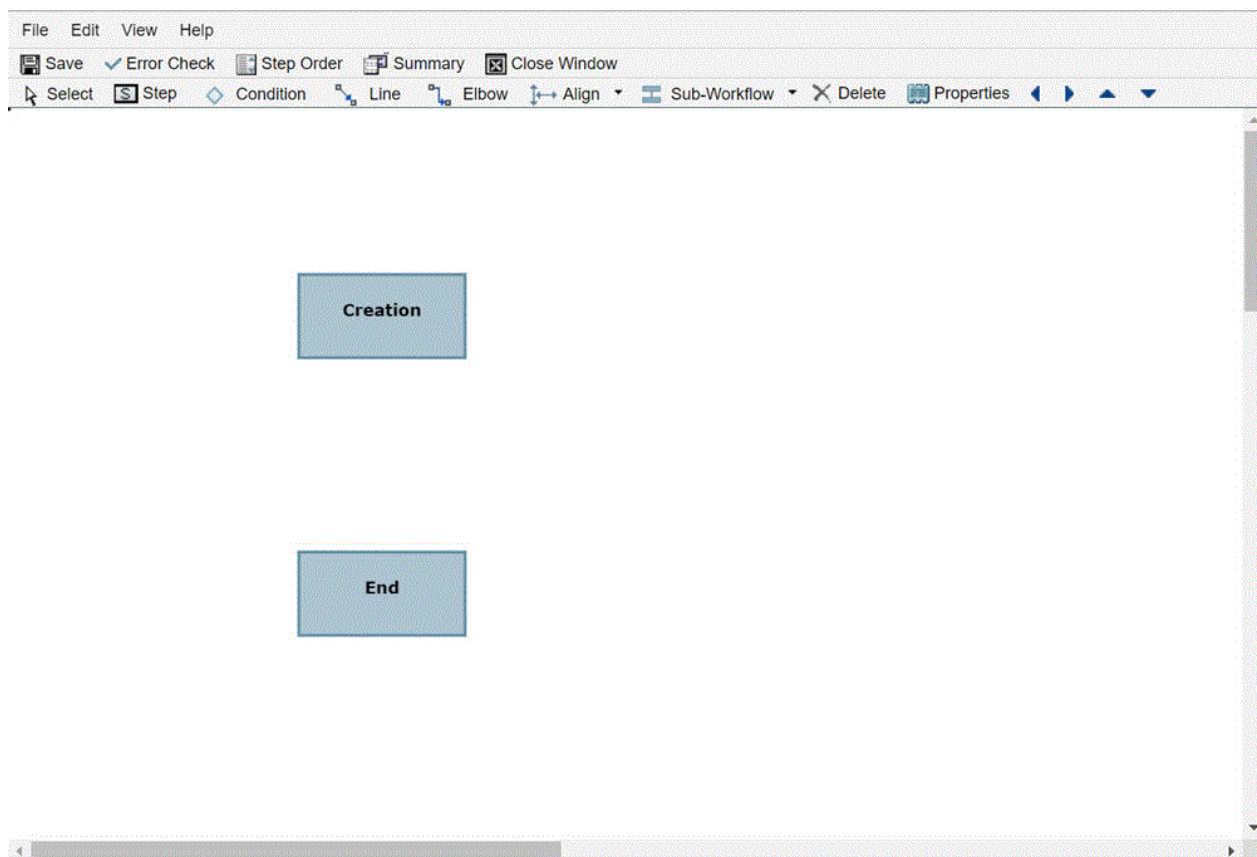 File Edit View Help
Save Error Check Step Order Summary Close Window
Select S Step Condition Line Elbow Align Sub-Workflow Delete Properties
Creation
End